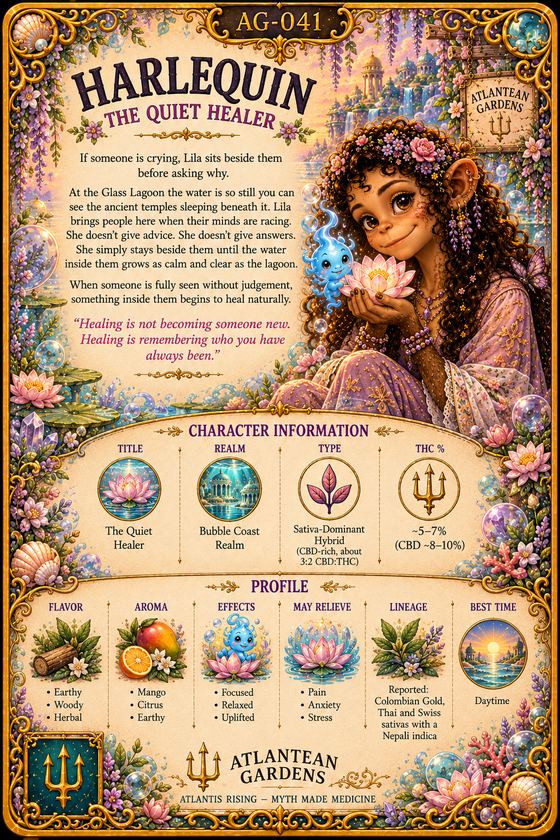 AG-041
HARLEQUIN
THE QUIET HEALER
ATLANTEAN
GARDENS
If someone is crying, Lila sits beside them
before asking why.
At the Glass Lagoon the water is so still you can
see the ancient temples sleeping beneath it. Lila
brings people here when their minds are racing.
She doesn't give advice. She doesn't give answers.
She simply stays beside them until the water
inside them grows as calm and clear as the lagoon.
When someone is fully seen without judgement,
something inside them begins to heal naturally.
“Healing is not becoming someone new.
Healing is remembering who you have
always been.”
CHARACTER INFORMATION
TITLE
The Quiet
Healer
REALM
Bubble Coast
Realm
TYPE
Sativa-Dominant
Hybrid
(CBD-rich, about
3:2 CBD:THC)
THC %
~5–7%
(CBD ~8–10%)
PROFILE
FLAVOR
• Earthy
• Woody
• Herbal
AROMA
• Mango
• Citrus
• Earthy
EFFECTS
• Focused
• Relaxed
• Uplifted
MAY RELIEVE
• Pain
• Anxiety
• Stress
LINEAGE
Reported:
Colombian Gold,
Thai and Swiss
sativas with a
Nepali indica
BEST TIME
Daytime
ATLANTEAN
GARDENS
ATLANTIS RISING – MYTH MADE MEDICINE